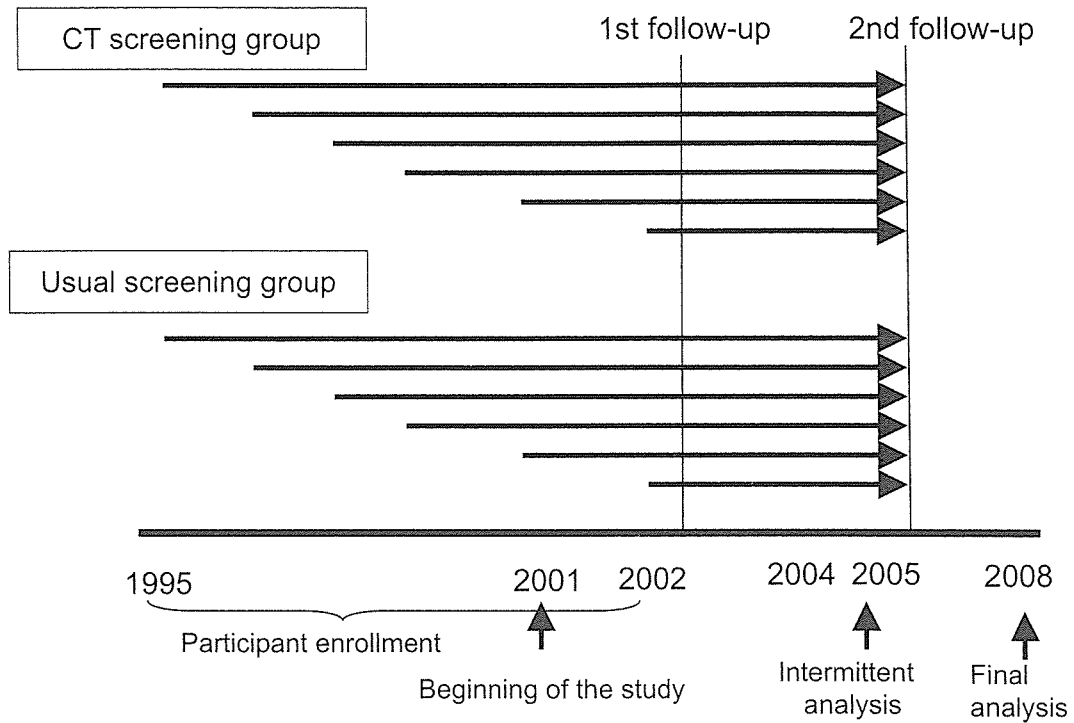 CT screening group
1st follow-up
2nd follow-up
Usual screening group
1995
2001
2002
2004
2005
2008
Participant enrollment
Beginning of the study
Intermittent
analysis
Final
analysis